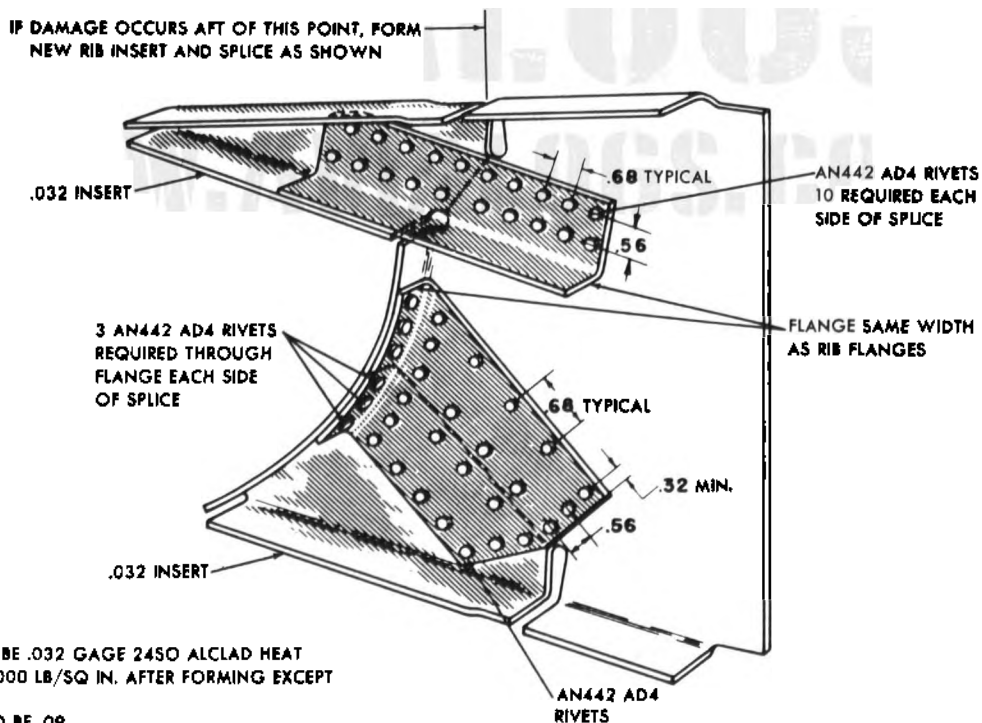 IF DAMAGE OCCURS AFT OF THIS POINT, FORM
NEW RIB INSERT AND SPLICE AS SHOWN
.032 INSERT
.68 TYPICAL
AN442 AD4 RIVETS
10 REQUIRED EACH
SIDE OF SPLICE
.56
3 AN442 AD4 RIVETS
REQUIRED THROUGH
FLANGE EACH SIDE
OF SPLICE
FLANGE SAME WIDTH
AS RIB FLANGES
.68 TYPICAL
.32 MIN.
.56
.032 INSERT
BE .032 GAGE 24SO ALCLAD HEAT
000 LB/SQ IN. AFTER FORMING EXCEPT
AN442 AD4
RIVETS
BE .09